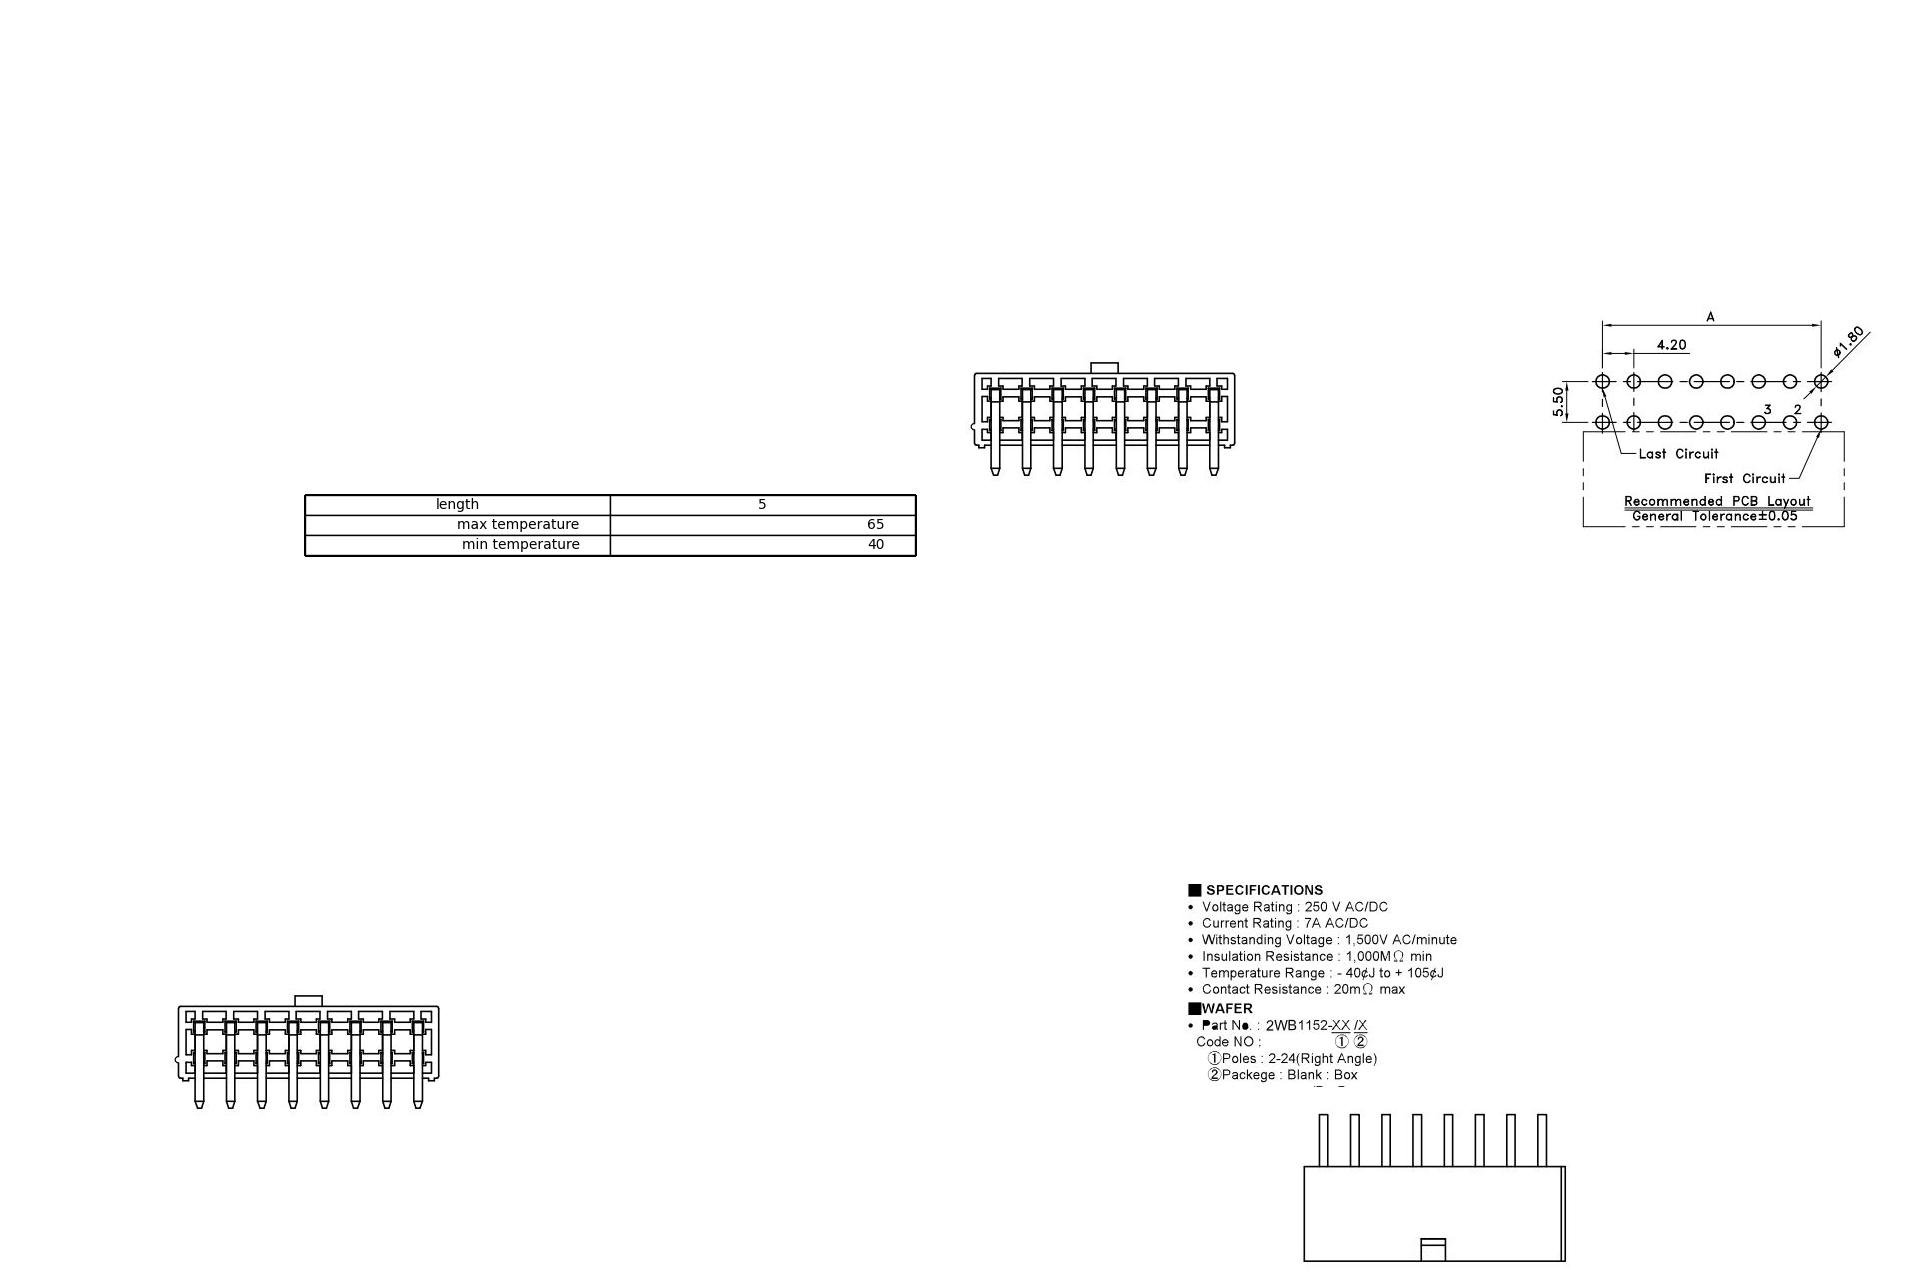 A
4.20
ø1.80
5.50
3 2
Last Circuit
First Circuit
Recommended PCB Layout
General Tolerance±0.05
length 5
max temperature 65
min temperature 40
■ SPECIFICATIONS
• Voltage Rating : 250 V AC/DC
• Current Rating : 7A AC/DC
• Withstanding Voltage : 1,500V AC/minute
• Insulation Resistance : 1,000MΩ min
• Temperature Range : - 40¢J to + 105¢J
• Contact Resistance : 20mΩ max
■WAFER
• Part No. : 2WB1152-XX /X
Code NO : ① ②
①Poles : 2-24(Right Angle)
②Packege : Blank : Box